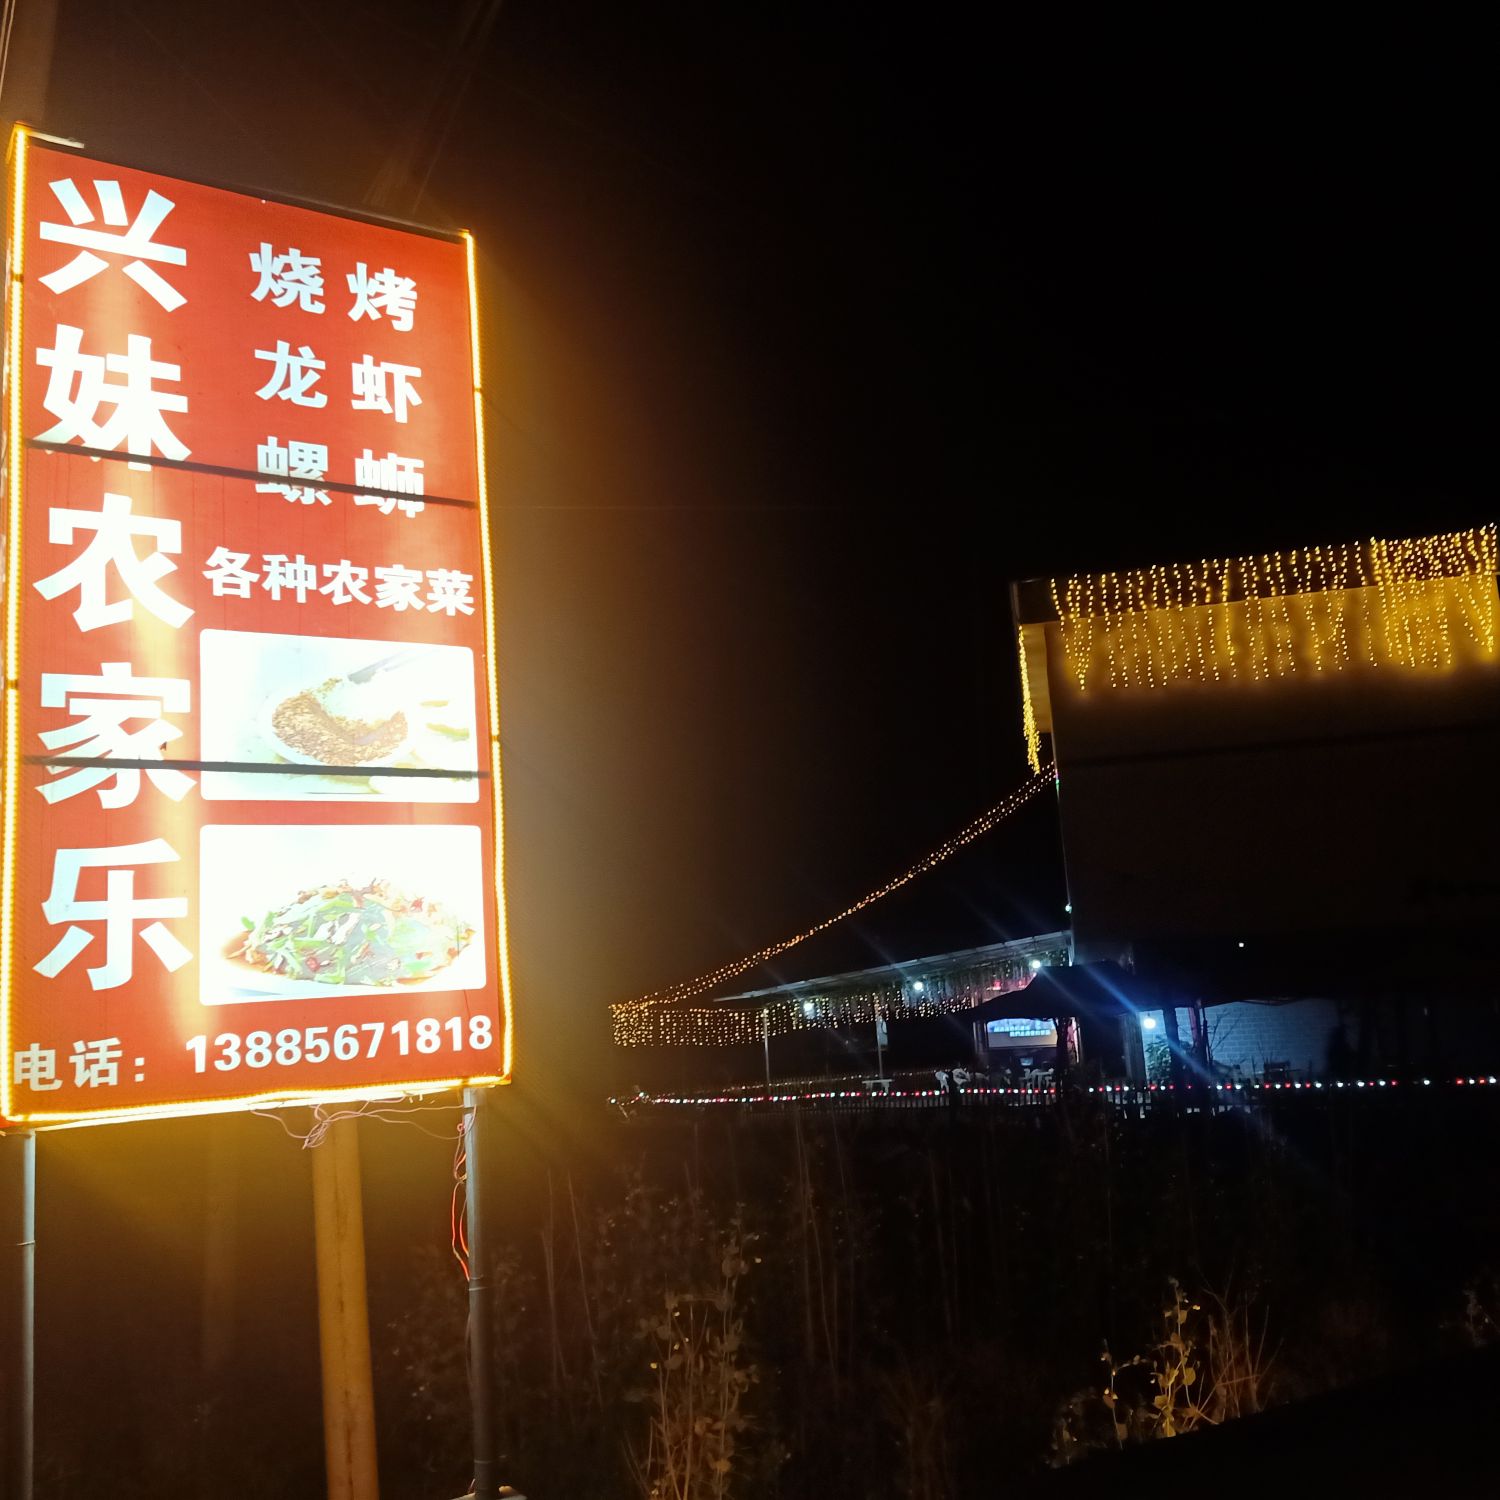 兴妹农家乐
烧烤
龙虾
螺蛳
各种农家菜
电话：13885671818